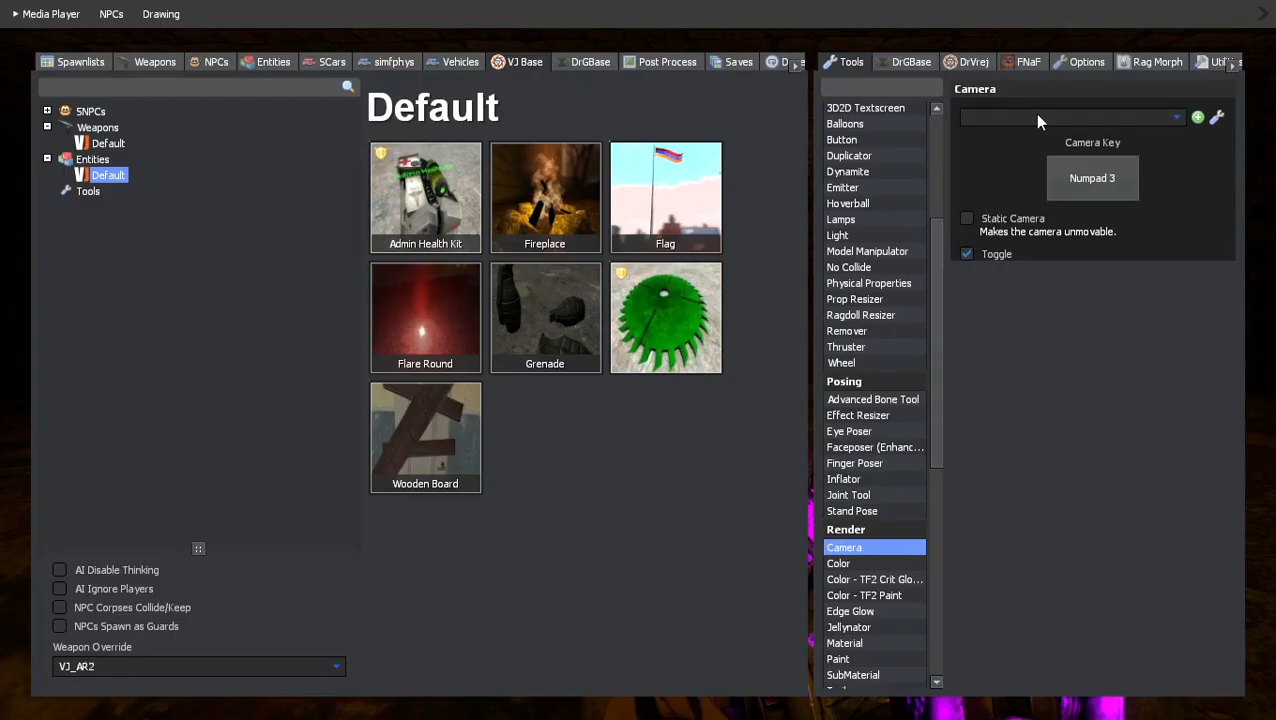 Media Player NPCs Drawing
Spawnlists Weapons NPCs Entities SCars simfphys Vehicles VJ Base DrGBase Post Process Saves D
SNPCs
Weapons
Default
Entities
Default
Tools
Default
Admin Health Kit
Fireplace
Flag
Flare Round
Grenade
Wooden Board
AI Disable Thinking
AI Ignore Players
NPC Corpses Collide/Keep
NPCs Spawn as Guards
Weapon Override
VJ_AR2
Tools DrGBase DrVrej FNaF Options Rag Morph Utili
3D2D Textscreen
Balloons
Button
Duplicator
Dynamite
Emitter
Hoverball
Lamps
Light
Model Manipulator
No Collide
Physical Properties
Prop Resizer
Ragdoll Resizer
Remover
Thruster
Wheel
Posing
Advanced Bone Tool
Effect Resizer
Eye Poser
Faceposer (Enhanc...
Finger Poser
Inflator
Joint Tool
Stand Pose
Render
Camera
Color
Color - TF2 Crit Glo...
Color - TF2 Paint
Edge Glow
Jellynator
Material
Paint
SubMaterial
Camera
Camera Key
Numpad 3
Static Camera
Makes the camera unmovable.
Toggle